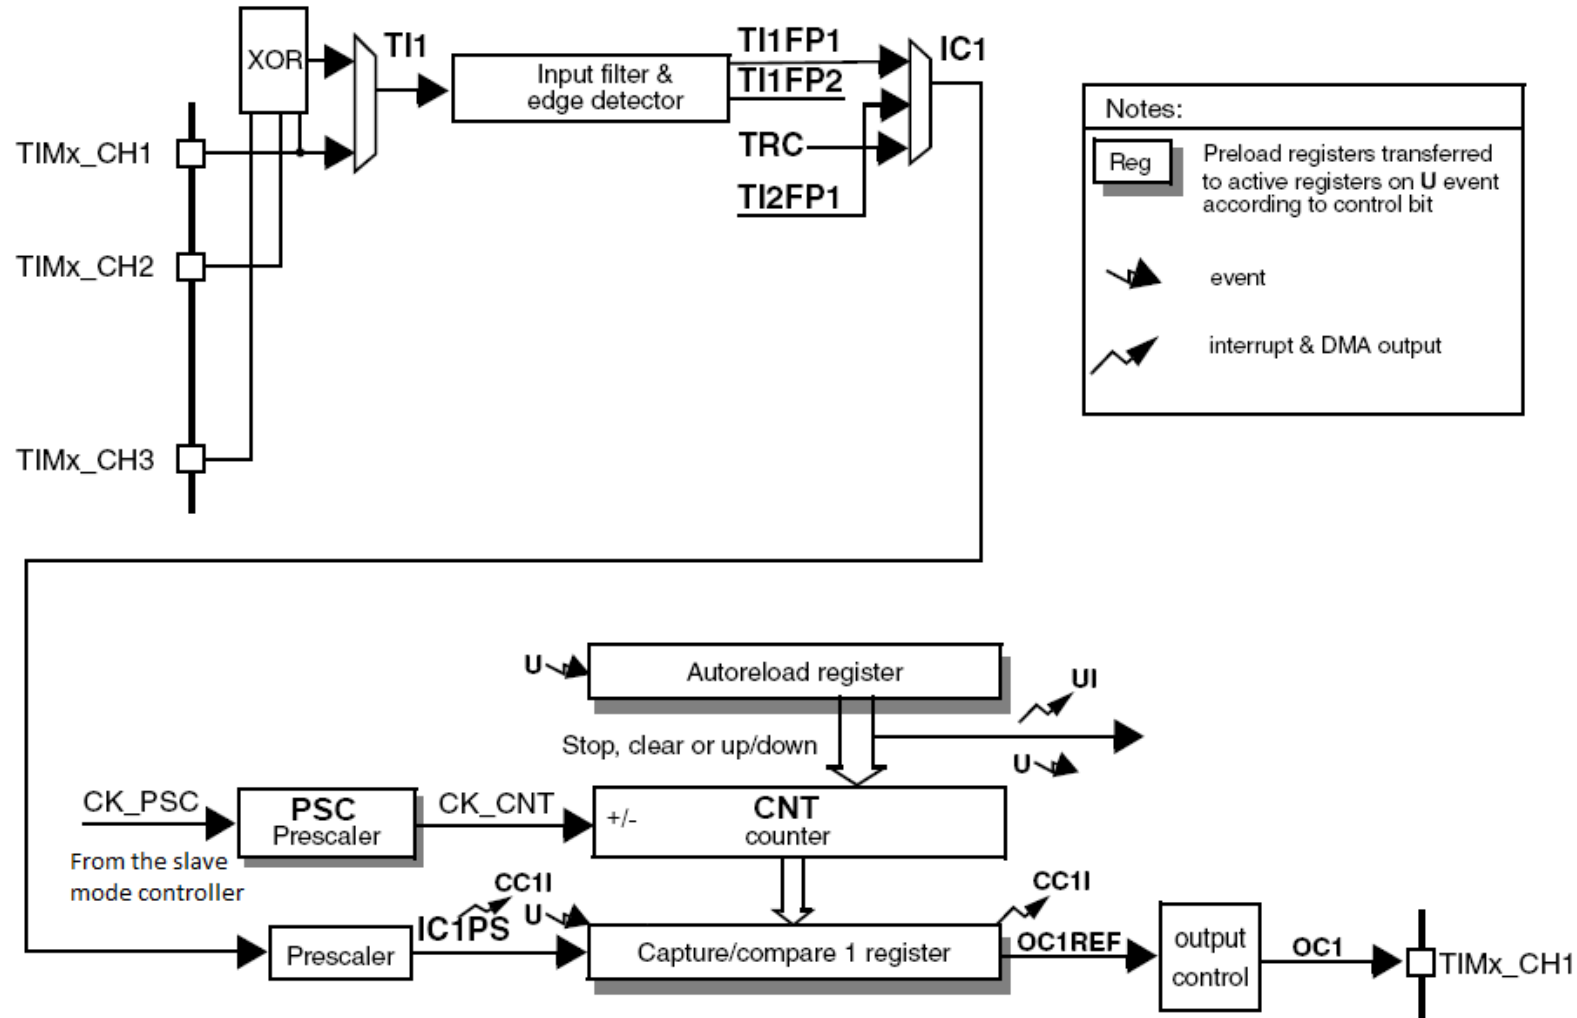 XOR
TI1
TI1FP1
TI1FP2
IC1
Input filter &
edge detector
TRC
TI2FP1
TIMx_CH1
TIMx_CH2
TIMx_CH3
Notes:
Reg
Preload registers transferred
to active registers on U event
according to control bit
event
interrupt & DMA output
U
Autoreload register
UI
Stop, clear or up/down
U
CK_PSC
PSC
Prescaler
CK_CNT
+/-
CNT
counter
From the slave
mode controller
CC1I
U
CC1I
IC1PS
Prescaler
Capture/compare 1 register
OC1REF
output
control
OC1
TIMx_CH1